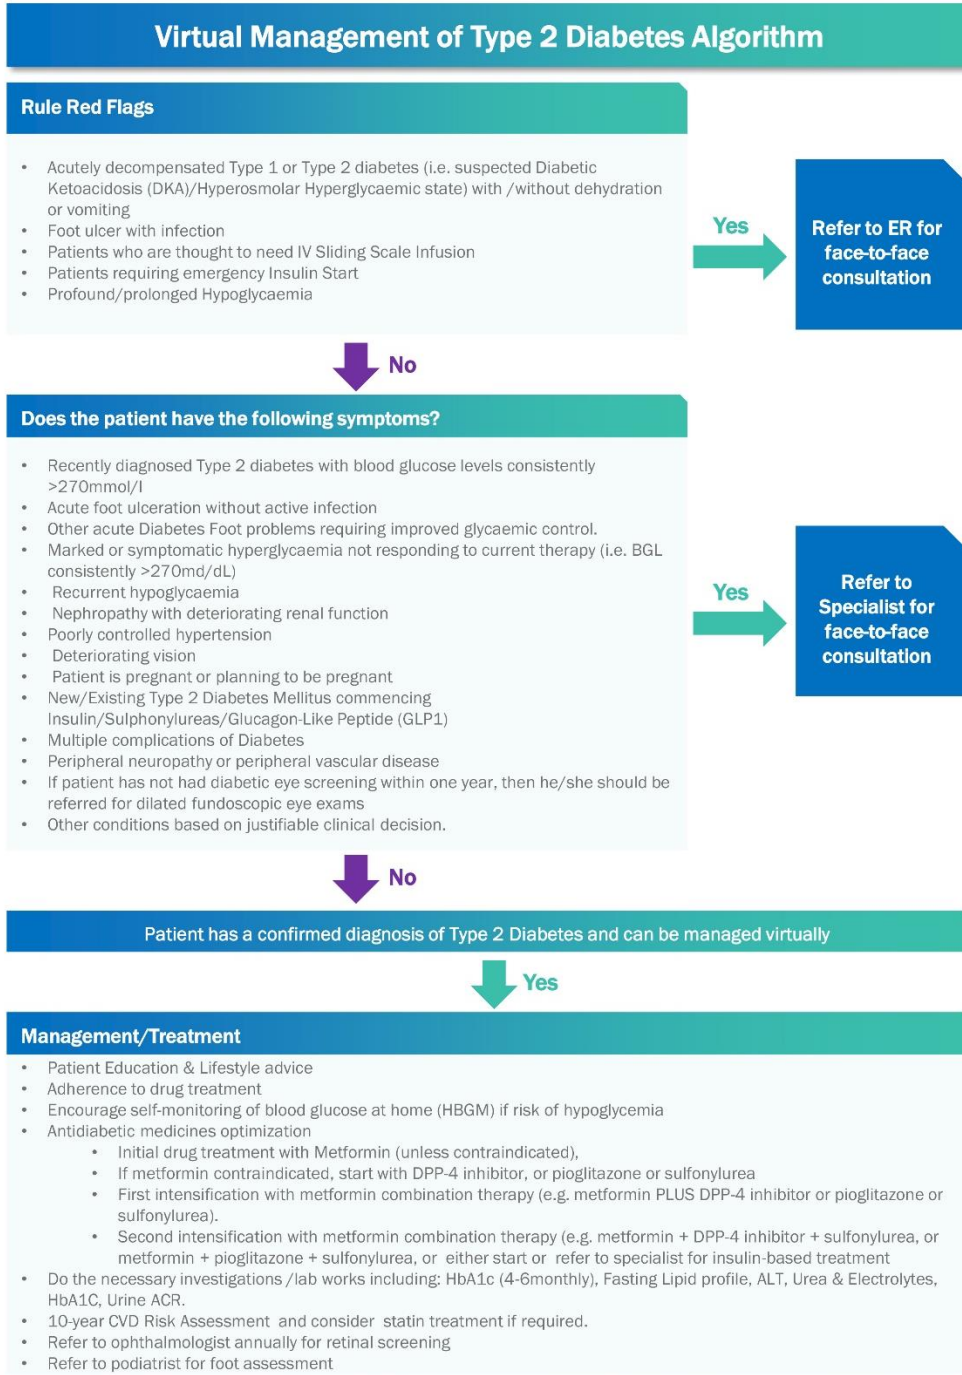 Virtual Management of Type 2 Diabetes Algorithm
Rule Red Flags
• Acutely decompensated Type 1 or Type 2 diabetes (i.e. suspected Diabetic
Ketoacidosis (DKA)/Hyperosmolar Hyperglycaemic state) with /without dehydration
or vomiting
• Foot ulcer with infection
• Patients who are thought to need IV Sliding Scale Infusion
• Patients requiring emergency Insulin Start
• Profound/prolonged Hypoglycaemia
Yes
Refer to ER for
face-to-face
consultation
No
Does the patient have the following symptoms?
• Recently diagnosed Type 2 diabetes with blood glucose levels consistently
>270mmol/l
• Acute foot ulceration without active infection
• Other acute Diabetes Foot problems requiring improved glycaemic control.
• Marked or symptomatic hyperglycaemia not responding to current therapy (i.e. BGL
consistently >270md/dL)
• Recurrent hypoglycaemia
• Nephropathy with deteriorating renal function
• Poorly controlled hypertension
• Deteriorating vision
• Patient is pregnant or planning to be pregnant
• New/Existing Type 2 Diabetes Mellitus commencing
Insulin/Sulphonylureas/Glucagon-Like Peptide (GLP1)
• Multiple complications of Diabetes
• Peripheral neuropathy or peripheral vascular disease
• If patient has not had diabetic eye screening within one year, then he/she should be
referred for dilated fundoscopic eye exams
• Other conditions based on justifiable clinical decision.
Yes
Refer to
Specialist for
face-to-face
consultation
No
Patient has a confirmed diagnosis of Type 2 Diabetes and can be managed virtually
Yes
Management/Treatment
• Patient Education & Lifestyle advice
• Adherence to drug treatment
• Encourage self-monitoring of blood glucose at home (HBGM) if risk of hypoglycemia
• Antidiabetic medicines optimization
• Initial drug treatment with Metformin (unless contraindicated),
• If metformin contraindicated, start with DPP-4 inhibitor, or pioglitazone or sulfonylurea
• First intensification with metformin combination therapy (e.g. metformin PLUS DPP-4 inhibitor or pioglitazone or
sulfonylurea).
• Second intensification with metformin combination therapy (e.g. metformin + DPP-4 inhibitor + sulfonylurea, or
metformin + pioglitazone + sulfonylurea, or either start or refer to specialist for insulin-based treatment
• Do the necessary investigations /lab works including: HbA1c (4-6monthly), Fasting Lipid profile, ALT, Urea & Electrolytes,
HbA1C, Urine ACR.
• 10-year CVD Risk Assessment and consider statin treatment if required.
• Refer to ophthalmologist annually for retinal screening
• Refer to podiatrist for foot assessment